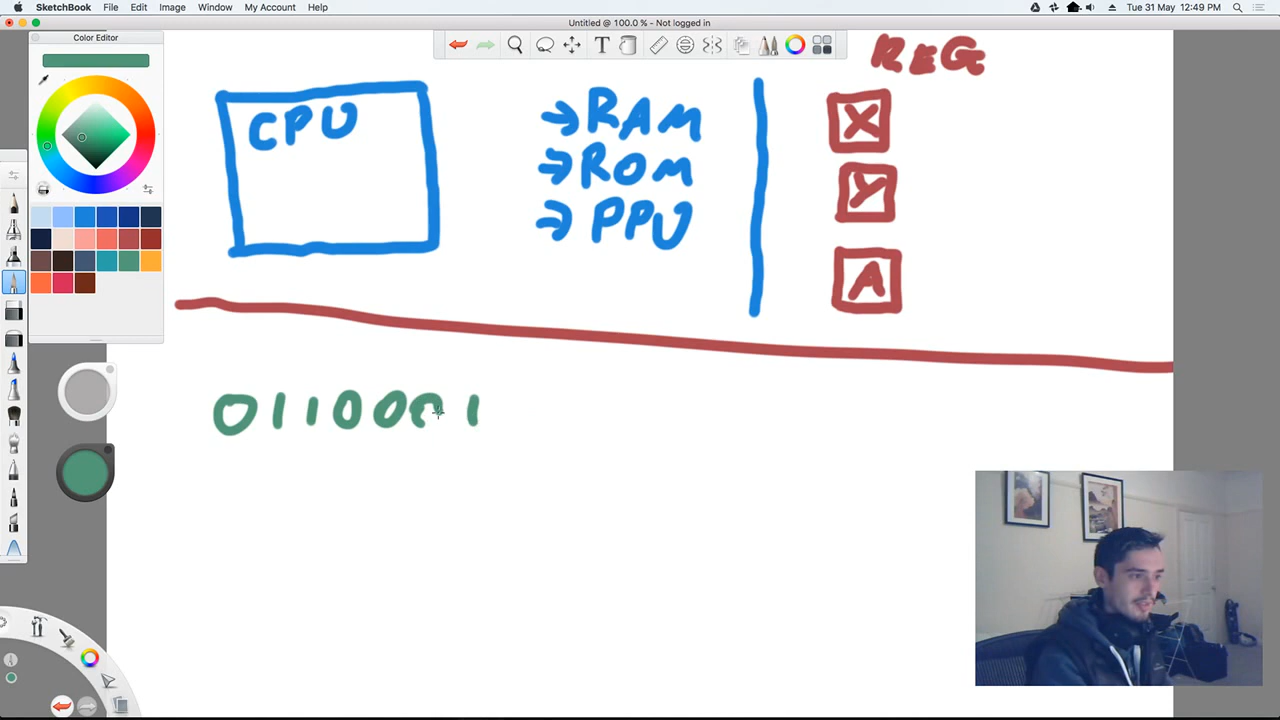 SketchBook File Edit Image Window My Account Help Tue 31 May 12:49 PM
Untitled @ 100.0 % - Not logged in
Color Editor
REG
CPU
→RAM
→ROM
→PPU
X
Y
A
0110001